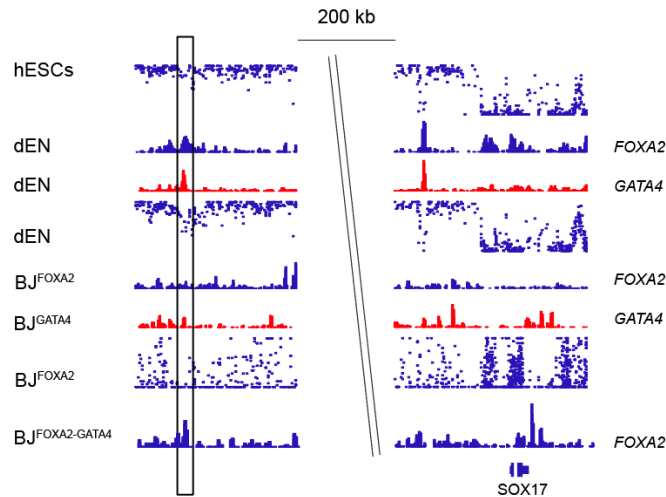 200 kb
hESCs
dEN FOXA2
dEN GATA4
dEN
BJFOXA2 FOXA2
BJGATA4 GATA4
BJFOXA2
BJFOXA2-GATA4 FOXA2
SOX17